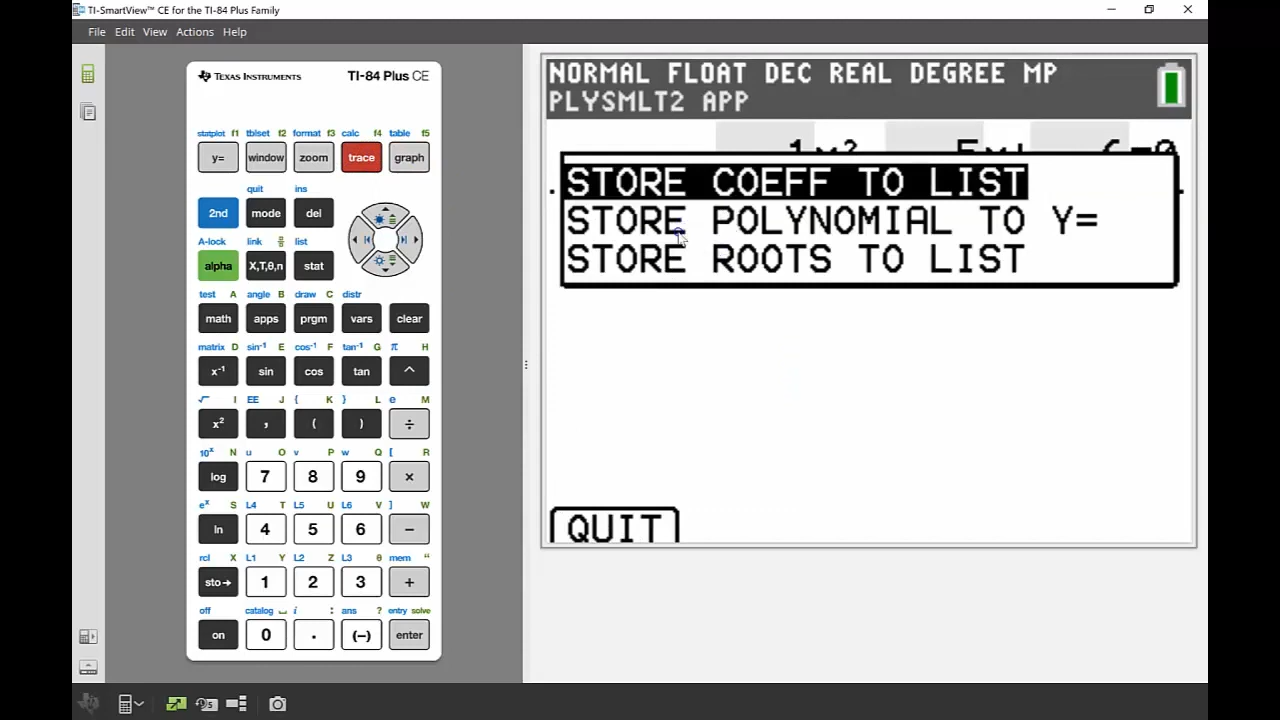 TI-SmartView™ CE for the TI-84 Plus Family
File Edit View Actions Help
TEXAS INSTRUMENTS TI-84 Plus CE
statplot f1 tblset f2 format f3 calc f4 table f5
y= window zoom trace graph
quit ins
2nd mode del
A-lock link list
alpha X,T,θ,n stat
test A angle B draw C distr
math apps prgm vars clear
matrix D sin⁻¹ E cos⁻¹ F tan⁻¹ G π H
x⁻¹ sin cos tan ^
√ I EE J { K } L e M
x² , ( ) ÷
10ˣ N u O v P w Q [ R
log 7 8 9 ×
eˣ S L4 T L5 U L6 V ] W
ln 4 5 6 −
rcl X L1 Y L2 Z L3 θ mem “
sto→ 1 2 3 +
off catalog i : ans ? entry solve
on 0 . (–) enter
NORMAL FLOAT DEC REAL DEGREE MP
PLYSMLT2 APP
STORE COEFF TO LIST
STORE POLYNOMIAL TO Y=
STORE ROOTS TO LIST
QUIT